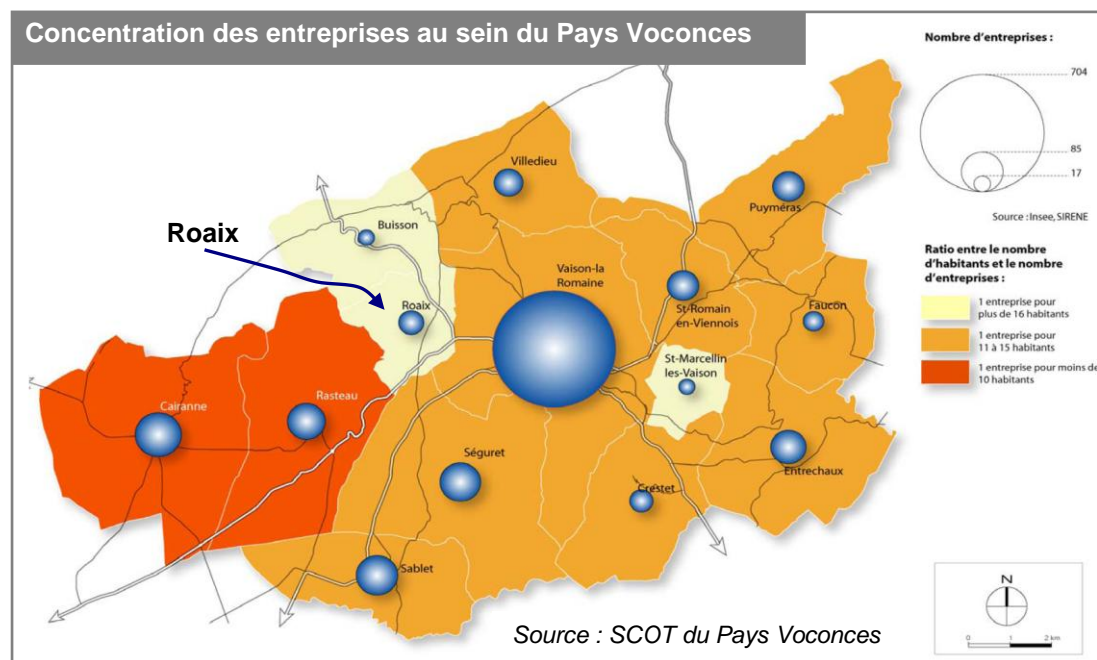 Concentration des entreprises au sein du Pays Voconces
Nombre d'entreprises :
704
85
17
Source : Insee, SIRENE
Ratio entre le nombre
d'habitants et le nombre
d'entreprises :
1 entreprise pour
plus de 16 habitants
1 entreprise pour
11 à 15 habitants
1 entreprise pour moins de
10 habitants
Villedieu
Puyméras
Roaix
Buisson
Vaison-la
Romaine
Roaix
St-Romain
en-Viennois
Faucon
St-Marcellin
les-Vaison
Cairanne
Rasteau
Séguret
Entrechaux
Crestet
Sablet
N
0 1 2 km
Source : SCOT du Pays Voconces